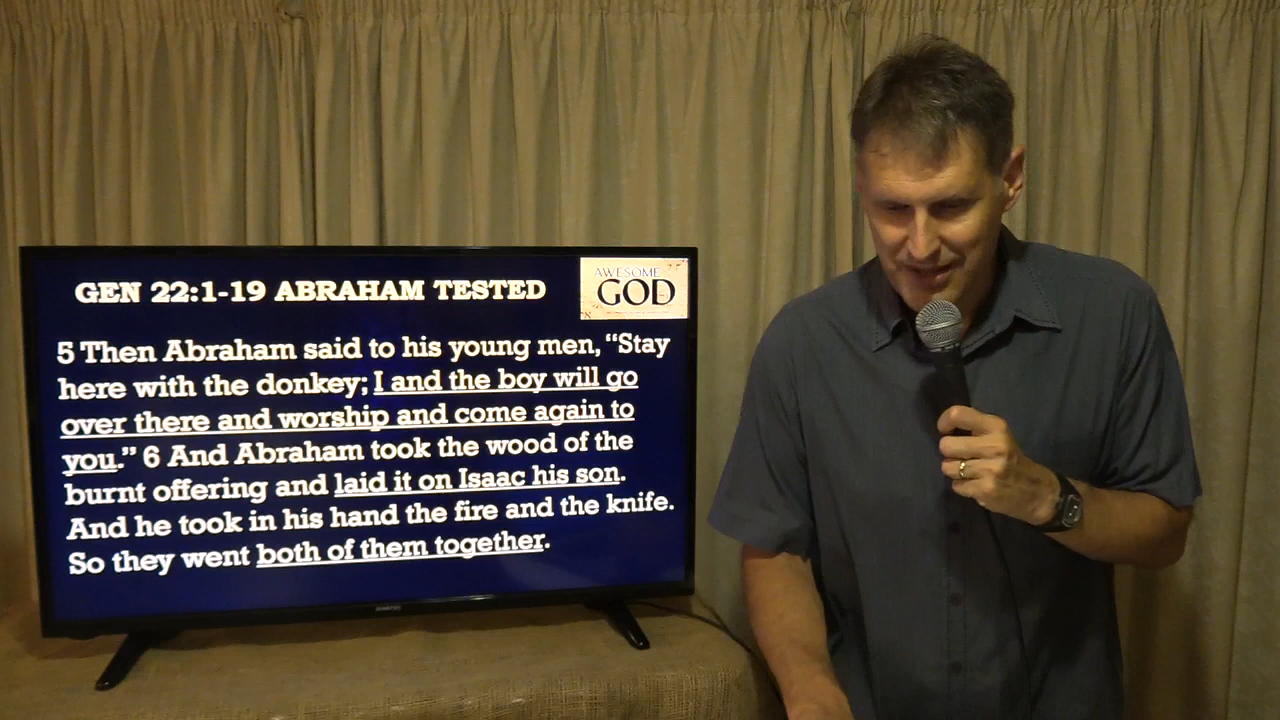 GEN 22:1-19 ABRAHAM TESTED
AWESOME
GOD
5 Then Abraham said to his young men, “Stay
here with the donkey; I and the boy will go
over there and worship and come again to
you.” 6 And Abraham took the wood of the
burnt offering and laid it on Isaac his son.
And he took in his hand the fire and the knife.
So they went both of them together.